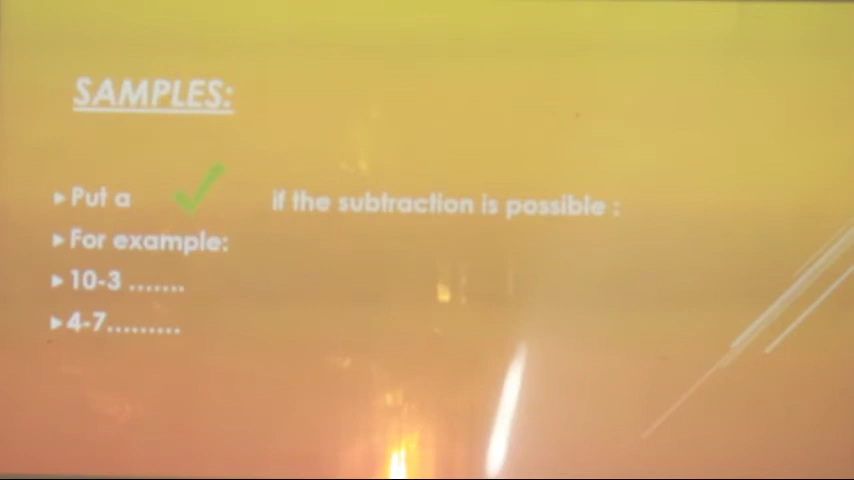 SAMPLES:
Put a ✓ if the subtraction is possible :
For example:
10-3 .......
4-7.........